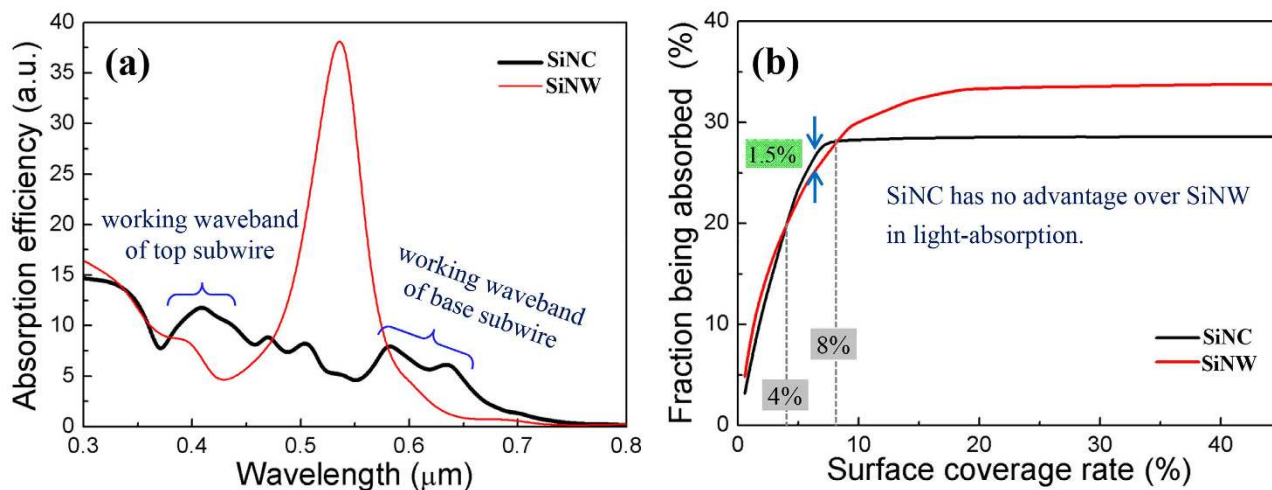 (a)
SiNC
SiNW
working waveband
of top subwire
working waveband
of base subwire
Absorption efficiency (a.u.)
40
35
30
25
20
15
10
5
0
0.3 0.4 0.5 0.6 0.7 0.8
Wavelength (μm)
(b)
1.5%
SiNC has no advantage over SiNW
in light-absorption.
8%
4%
SiNC
SiNW
Fraction being absorbed (%)
40
30
20
10
0
0 10 20 30 40
Surface coverage rate (%)